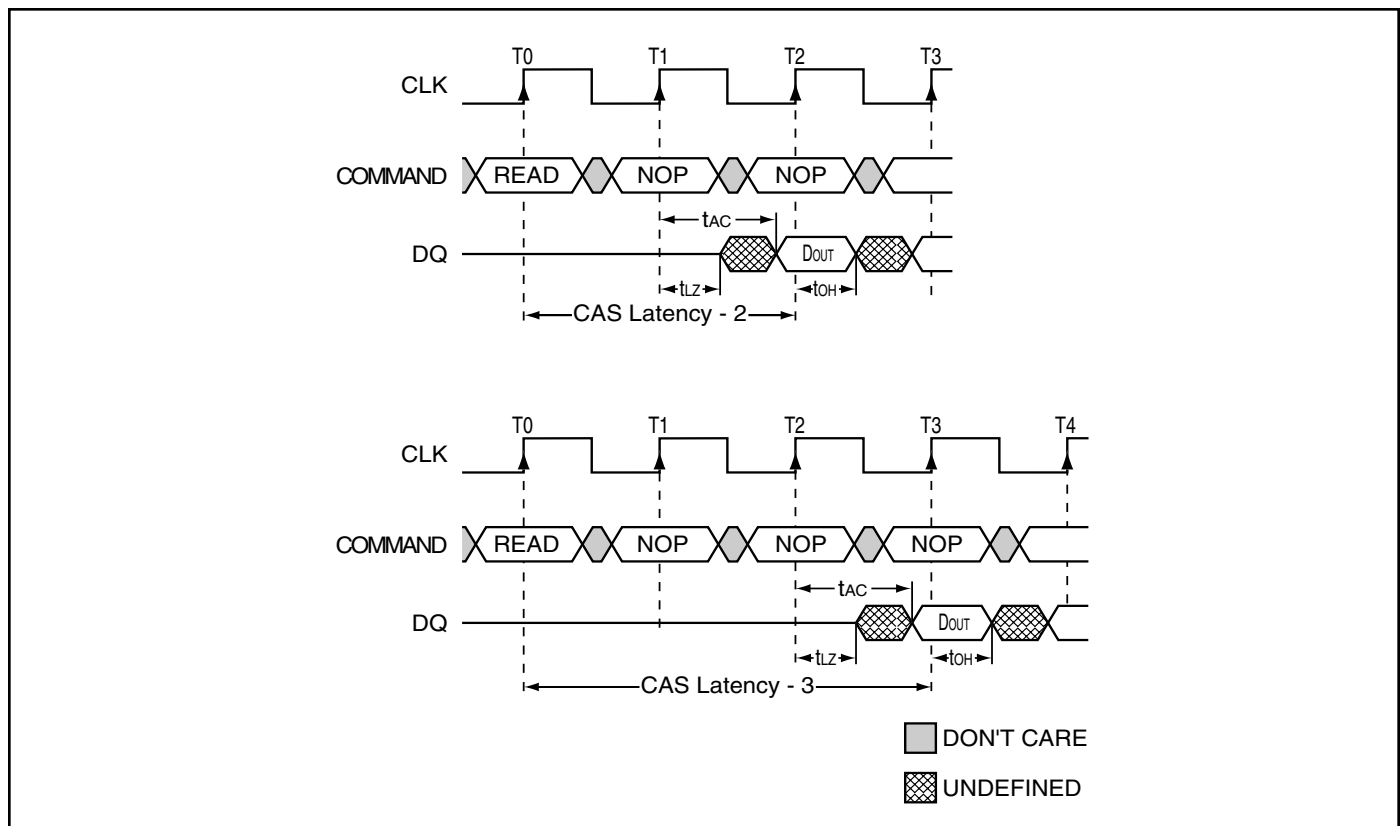 T0 T1 T2 T3
CLK
COMMAND READ NOP NOP
tAC
DQ DOUT
tLZ tOH
CAS Latency - 2
T0 T1 T2 T3 T4
CLK
COMMAND READ NOP NOP NOP
tAC
DQ DOUT
tLZ tOH
CAS Latency - 3
DON'T CARE
UNDEFINED